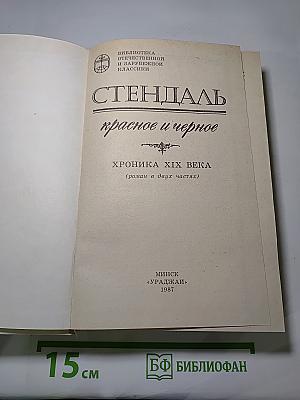 БИБЛИОТЕКА
ОТЕЧЕСТВЕННОЙ
И ЗАРУБЕЖНОЙ
КЛАССИКИ
СТЕНДАЛЬ
красное и черное
ХРОНИКА XIX ВЕКА
(роман в двух частях)
МИНСК
«УРАДЖАЙ»
1987
15 см
БФ БИБЛИОФАН